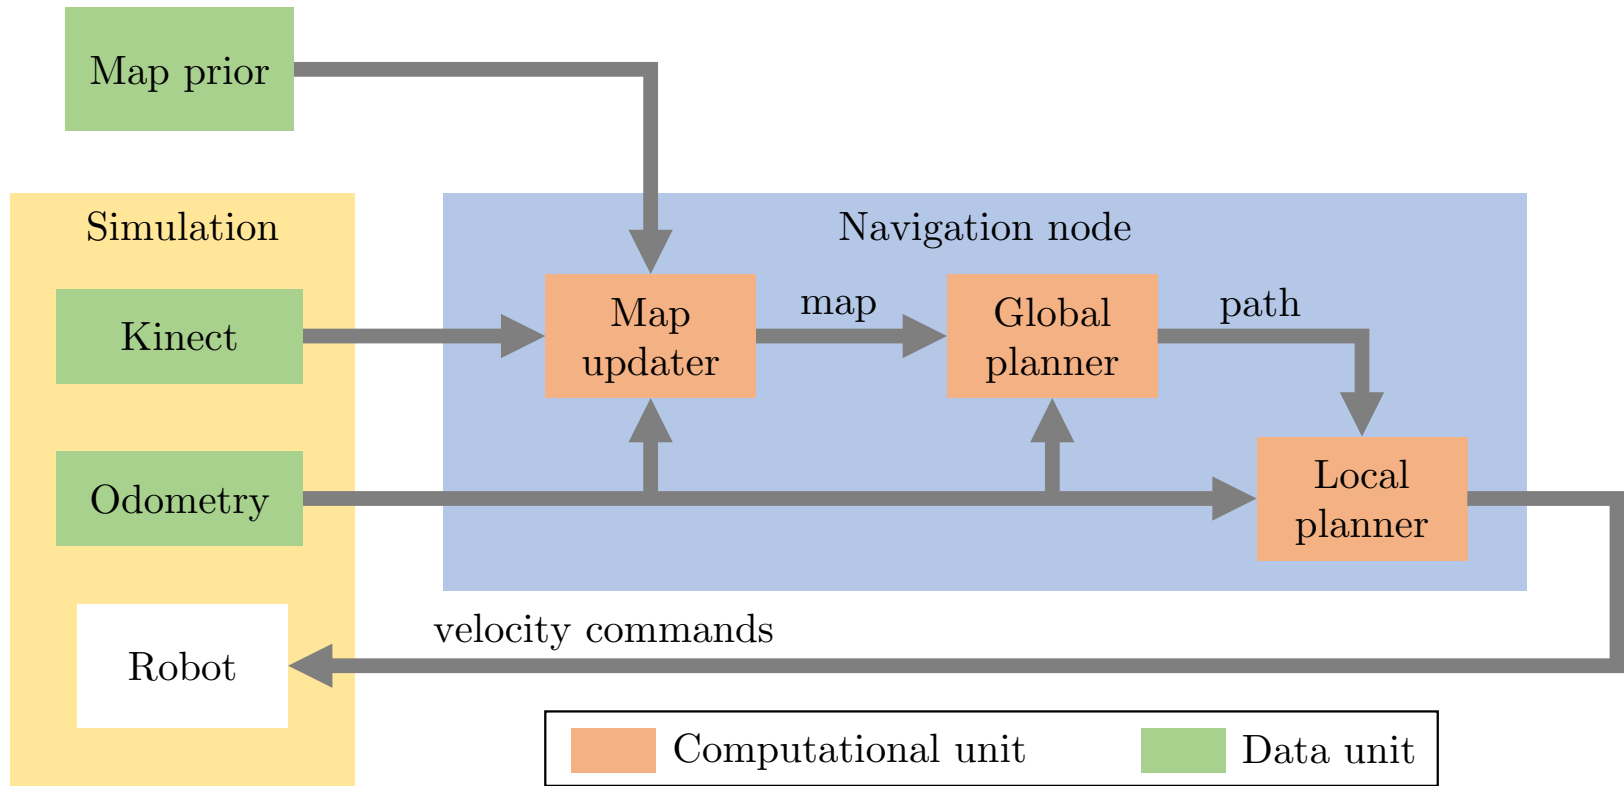 Map prior
Simulation
Navigation node
Kinect
Map
updater
map
Global
planner
path
Odometry
Local
planner
Robot
velocity commands
Computational unit
Data unit